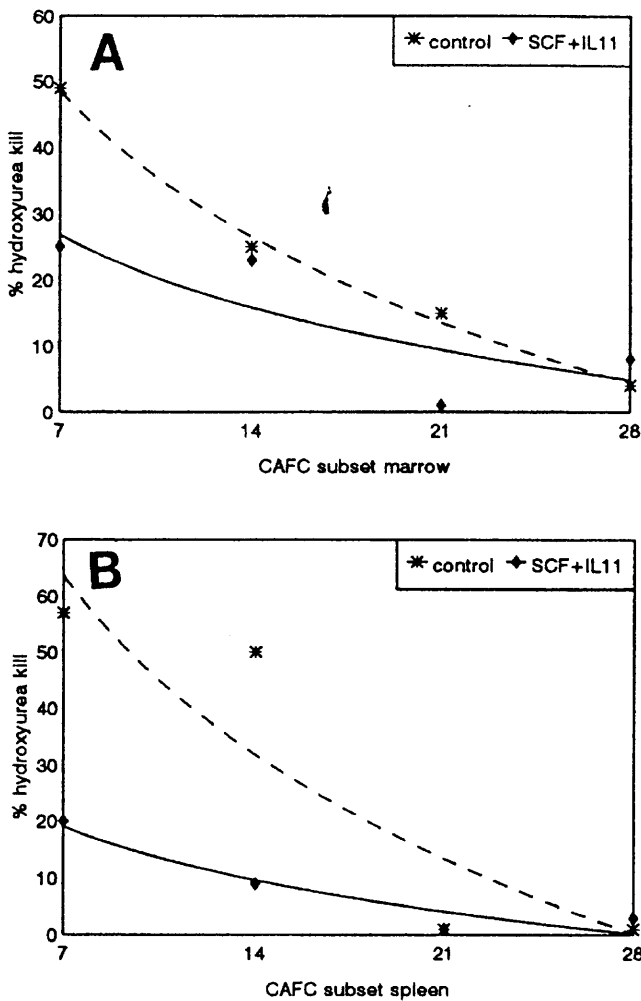 60
A
control SCF+IL11
50
40
30
20
10
0
% hydroxyurea kill
7 14 21 28
CAFC subset marrow
70
B
control SCF+IL11
60
50
40
30
20
10
0
% hydroxyurea kill
7 14 21 28
CAFC subset spleen